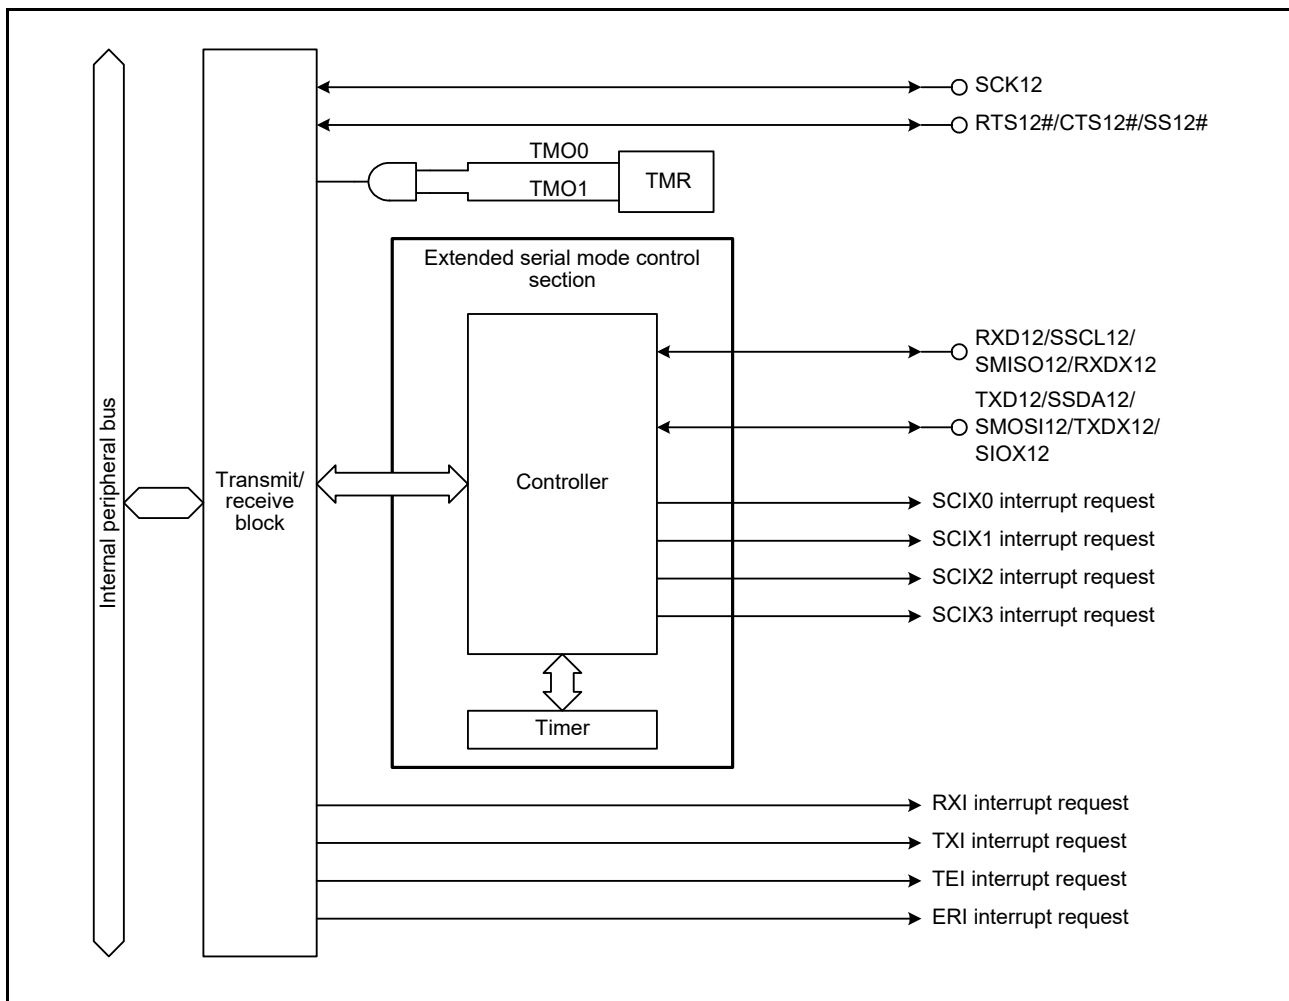 SCK12
RTS12#/CTS12#/SS12#
TMO0
TMO1
TMR
Extended serial mode control
section
RXD12/SSCL12/
SMISO12/RXDX12
TXD12/SSDA12/
SMOSI12/TXDX12/
SIOX12
Internal peripheral bus
Transmit/
receive
block
Controller
SCIX0 interrupt request
SCIX1 interrupt request
SCIX2 interrupt request
SCIX3 interrupt request
Timer
RXI interrupt request
TXI interrupt request
TEI interrupt request
ERI interrupt request